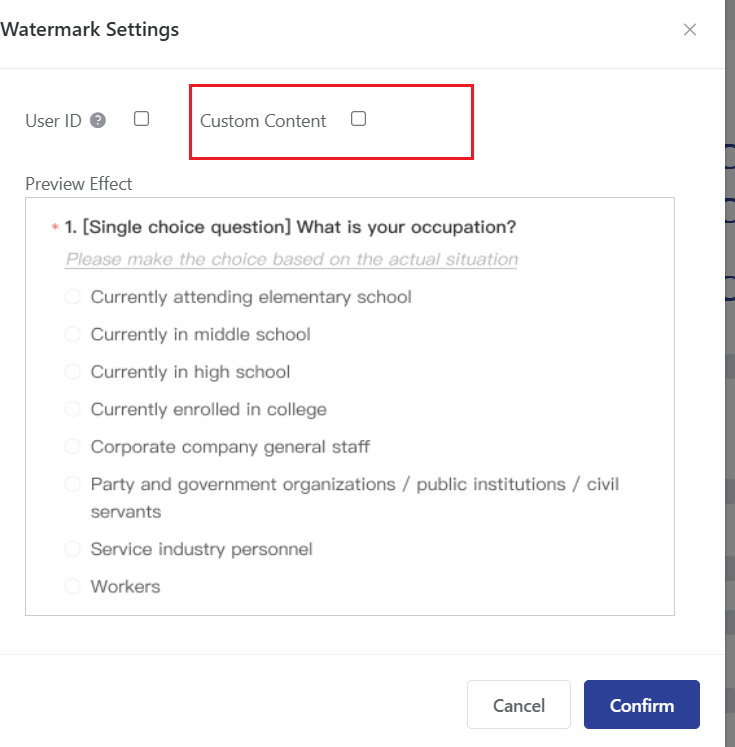 Watermark Settings
User ID ? Custom Content
Preview Effect
* 1. [Single choice question] What is your occupation?
Please make the choice based on the actual situation
Currently attending elementary school
Currently in middle school
Currently in high school
Currently enrolled in college
Corporate company general staff
Party and government organizations / public institutions / civil
servants
Service industry personnel
Workers
Cancel Confirm